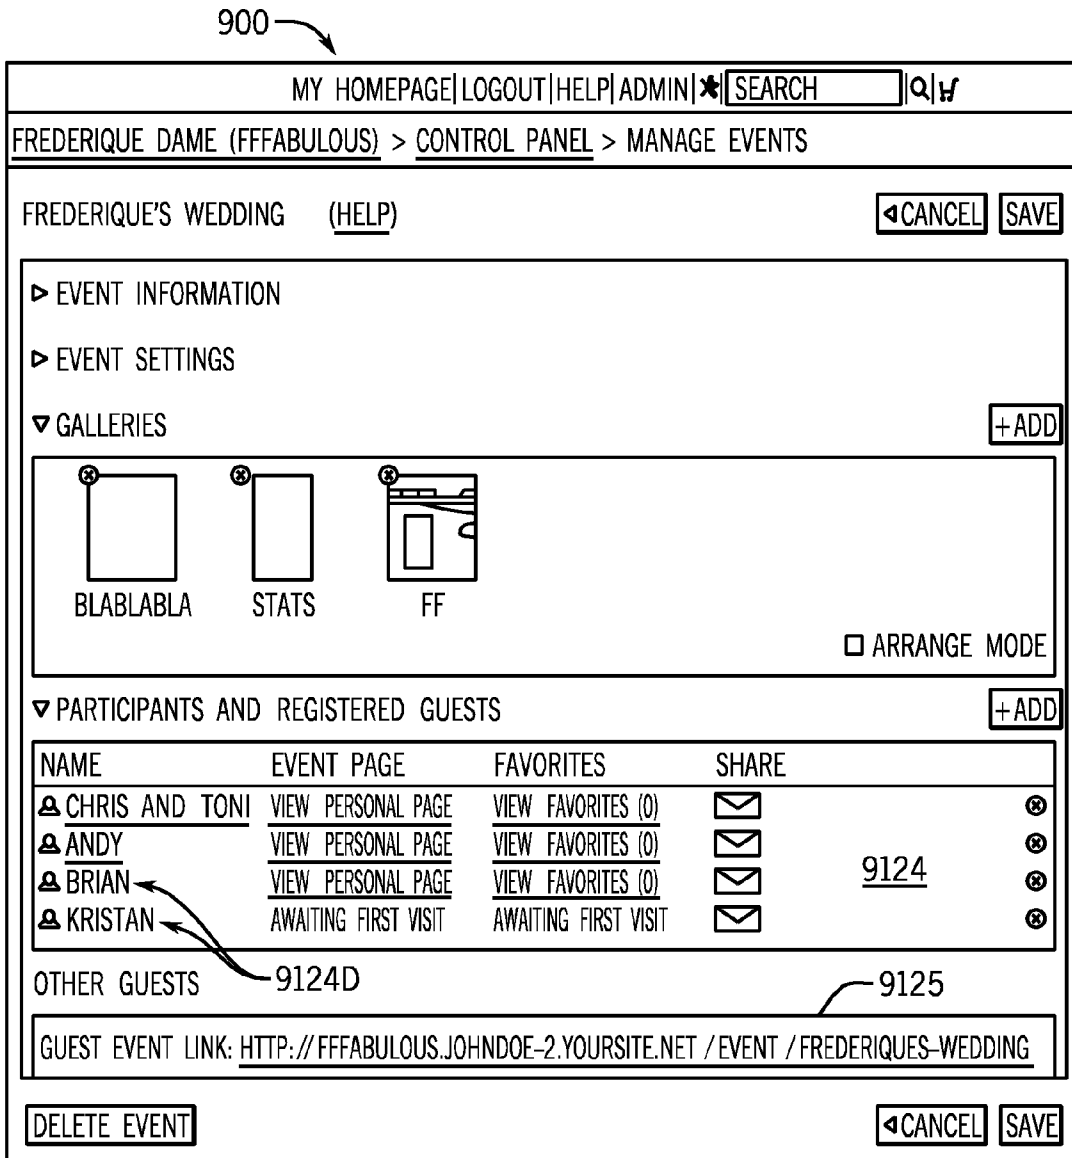 900
MY HOMEPAGE|LOGOUT|HELP|ADMIN| |SEARCH
FREDERIQUE DAME (FFFABULOUS) > CONTROL PANEL > MANAGE EVENTS
FREDERIQUE'S WEDDING (HELP) CANCEL SAVE
EVENT INFORMATION
EVENT SETTINGS
GALLERIES +ADD
BLABLABLA STATS FF
ARRANGE MODE
PARTICIPANTS AND REGISTERED GUESTS +ADD
NAME EVENT PAGE FAVORITES SHARE
CHRIS AND TONI VIEW PERSONAL PAGE VIEW FAVORITES (0)
ANDY VIEW PERSONAL PAGE VIEW FAVORITES (0)
BRIAN VIEW PERSONAL PAGE VIEW FAVORITES (0) 9124
KRISTAN AWAITING FIRST VISIT AWAITING FIRST VISIT
OTHER GUESTS 9124D 9125
GUEST EVENT LINK: HTTP://FFFABULOUS.JOHNDOE-2.YOURSITE.NET/EVENT/FREDERIQUES-WEDDING
DELETE EVENT CANCEL SAVE